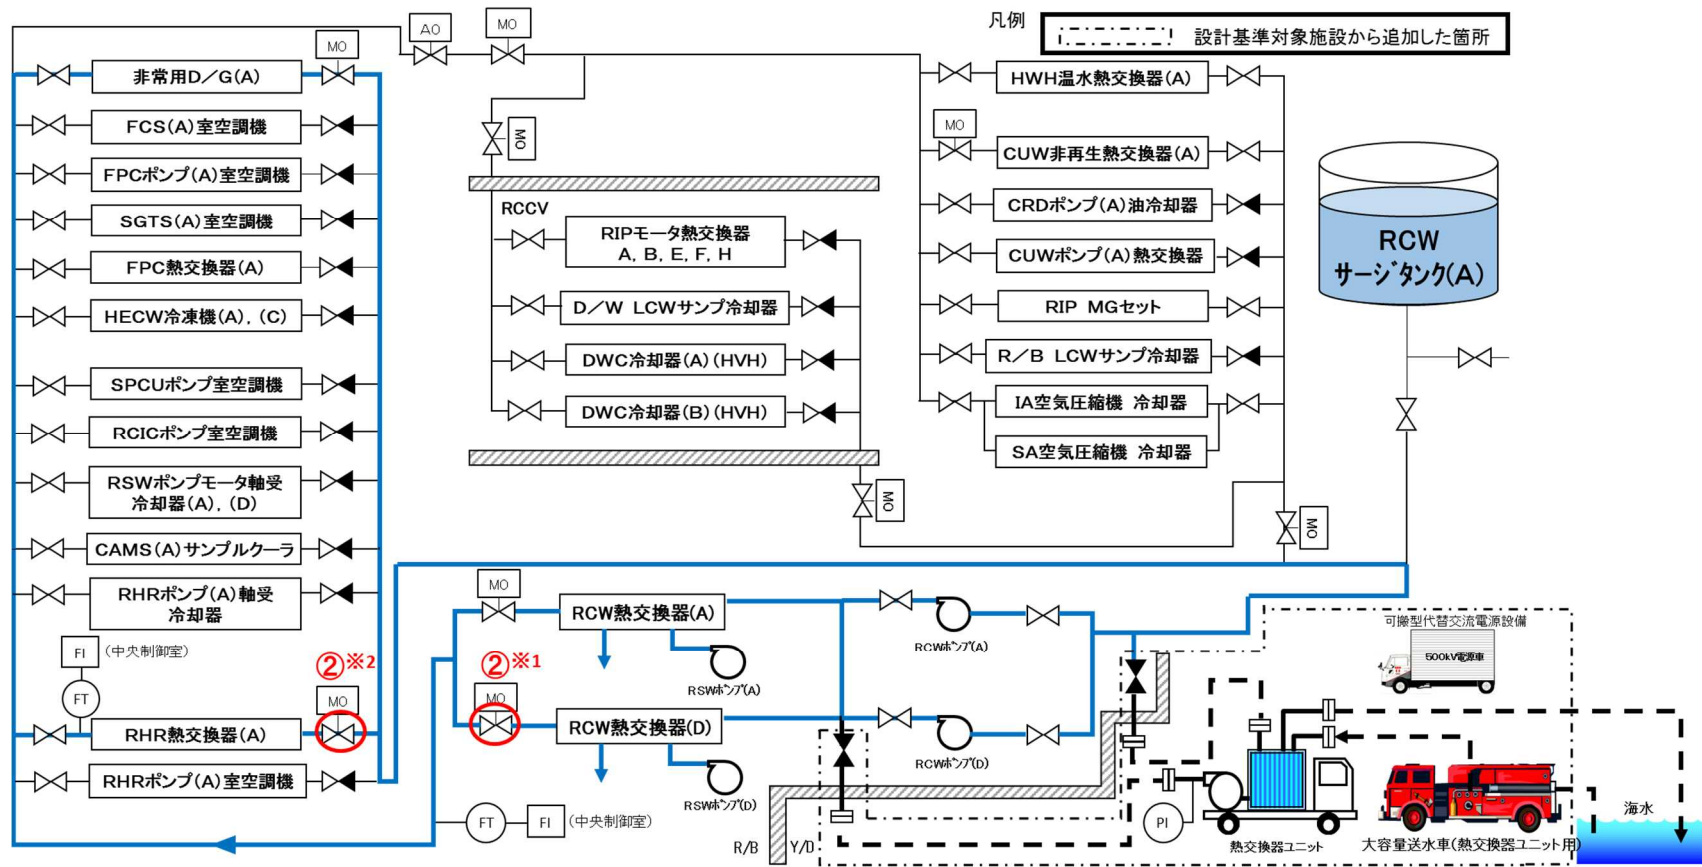 凡例
設計基準対象施設から追加した箇所
AO
MO
MO
非常用D/G(A)
FCS(A)室空調機
FPCポンプ(A)室空調機
SGTS(A)室空調機
FPC熱交換器(A)
HECW冷凍機(A), (C)
SPCUポンプ室空調機
RCICポンプ室空調機
RSWポンプモータ軸受
冷却器(A), (D)
CAMS(A)サンプルクーラ
RHRポンプ(A)軸受
冷却器
FI
(中央制御室)
FT
②※2
MO
RHR熱交換器(A)
RHRポンプ(A)室空調機
MO
RCCV
RIPモータ熱交換器
A, B, E, F, H
D/W LCWサンプ冷却器
DWC冷却器(A)(HVH)
DWC冷却器(B)(HVH)
MO
HWH温水熱交換器(A)
MO
CUW非再生熱交換器(A)
CRDポンプ(A)油冷却器
CUWポンプ(A)熱交換器
RIP MGセット
R/B LCWサンプ冷却器
IA空気圧縮機 冷却器
SA空気圧縮機 冷却器
MO
RCW
サージタンク(A)
MO
RCW熱交換器(A)
RSWポンプ(A)
②※1
MO
RCW熱交換器(D)
RSWポンプ(D)
FT
FI
(中央制御室)
RCWポンプ(A)
RCWポンプ(D)
R/B
Y/D
可搬型代替交流電源設備
500kV電源車
PI
熱交換器ユニット
大容量送水車(熱交換器ユニット用)
海水